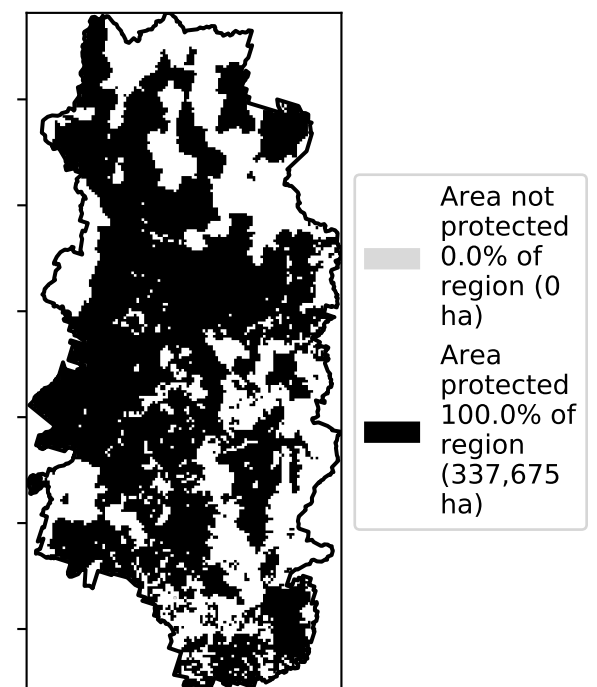 Area not
protected
0.0% of
region (0
ha)
Area
protected
100.0% of
region
(337,675
ha)